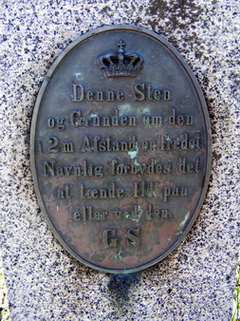 Denne Sten
og Grunden om den
i 2 m Afstand er fredet
Navnlig forbydes det
at tænde Ild paa
eller ved den.
G S